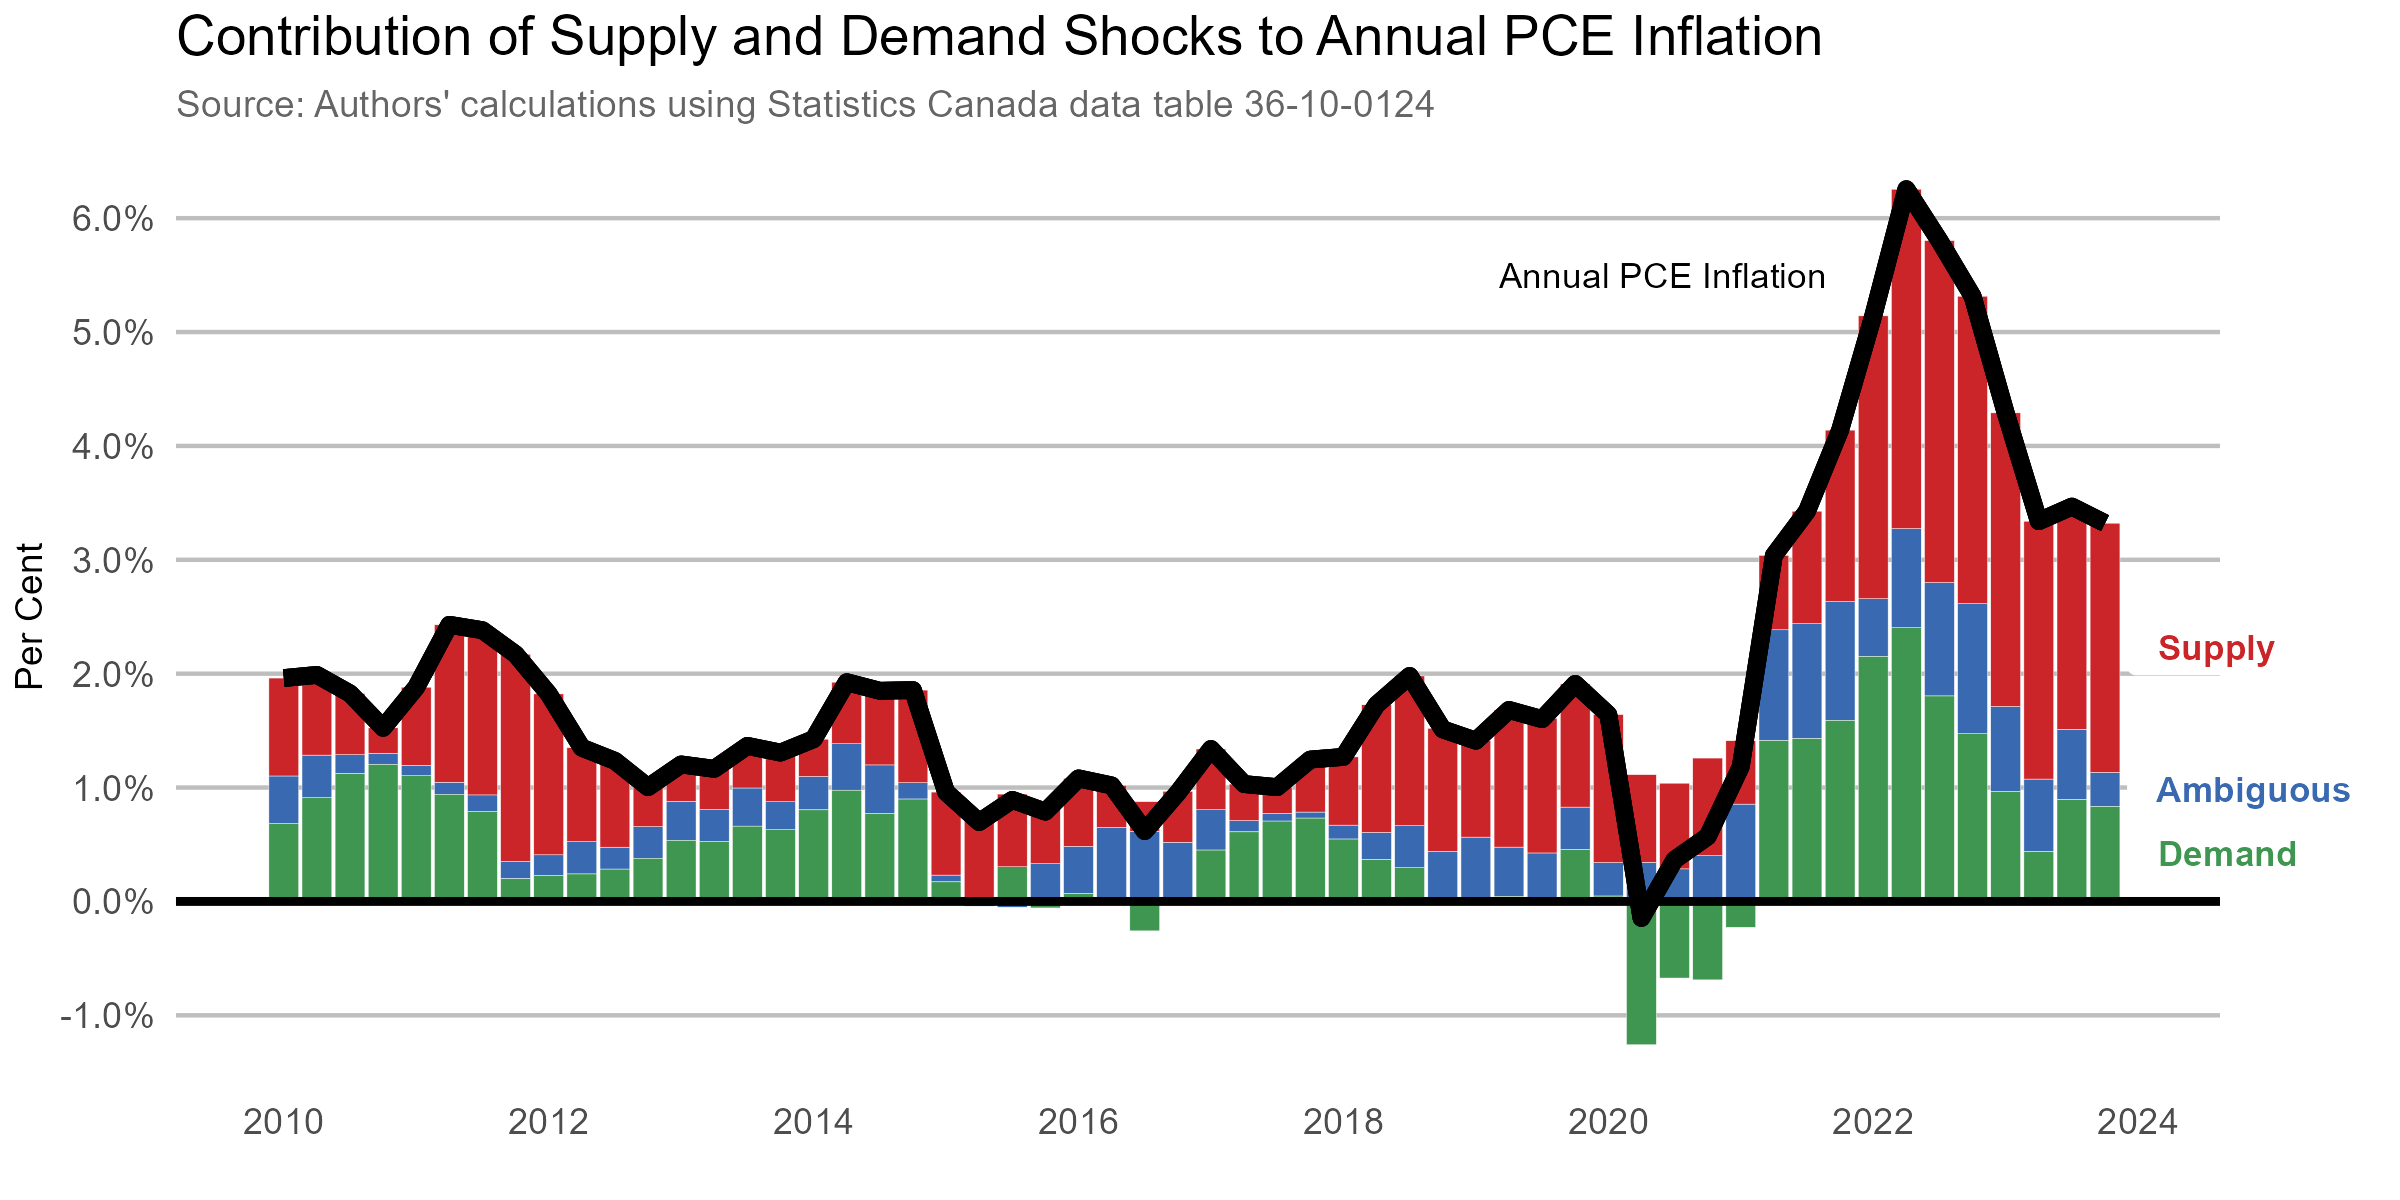 Contribution of Supply and Demand Shocks to Annual PCE Inflation
Source: Authors' calculations using Statistics Canada data table 36-10-0124
Per Cent
6.0%
5.0%
4.0%
3.0%
2.0%
1.0%
0.0%
-1.0%
Annual PCE Inflation
Supply
Ambiguous
Demand
2010 2012 2014 2016 2018 2020 2022 2024